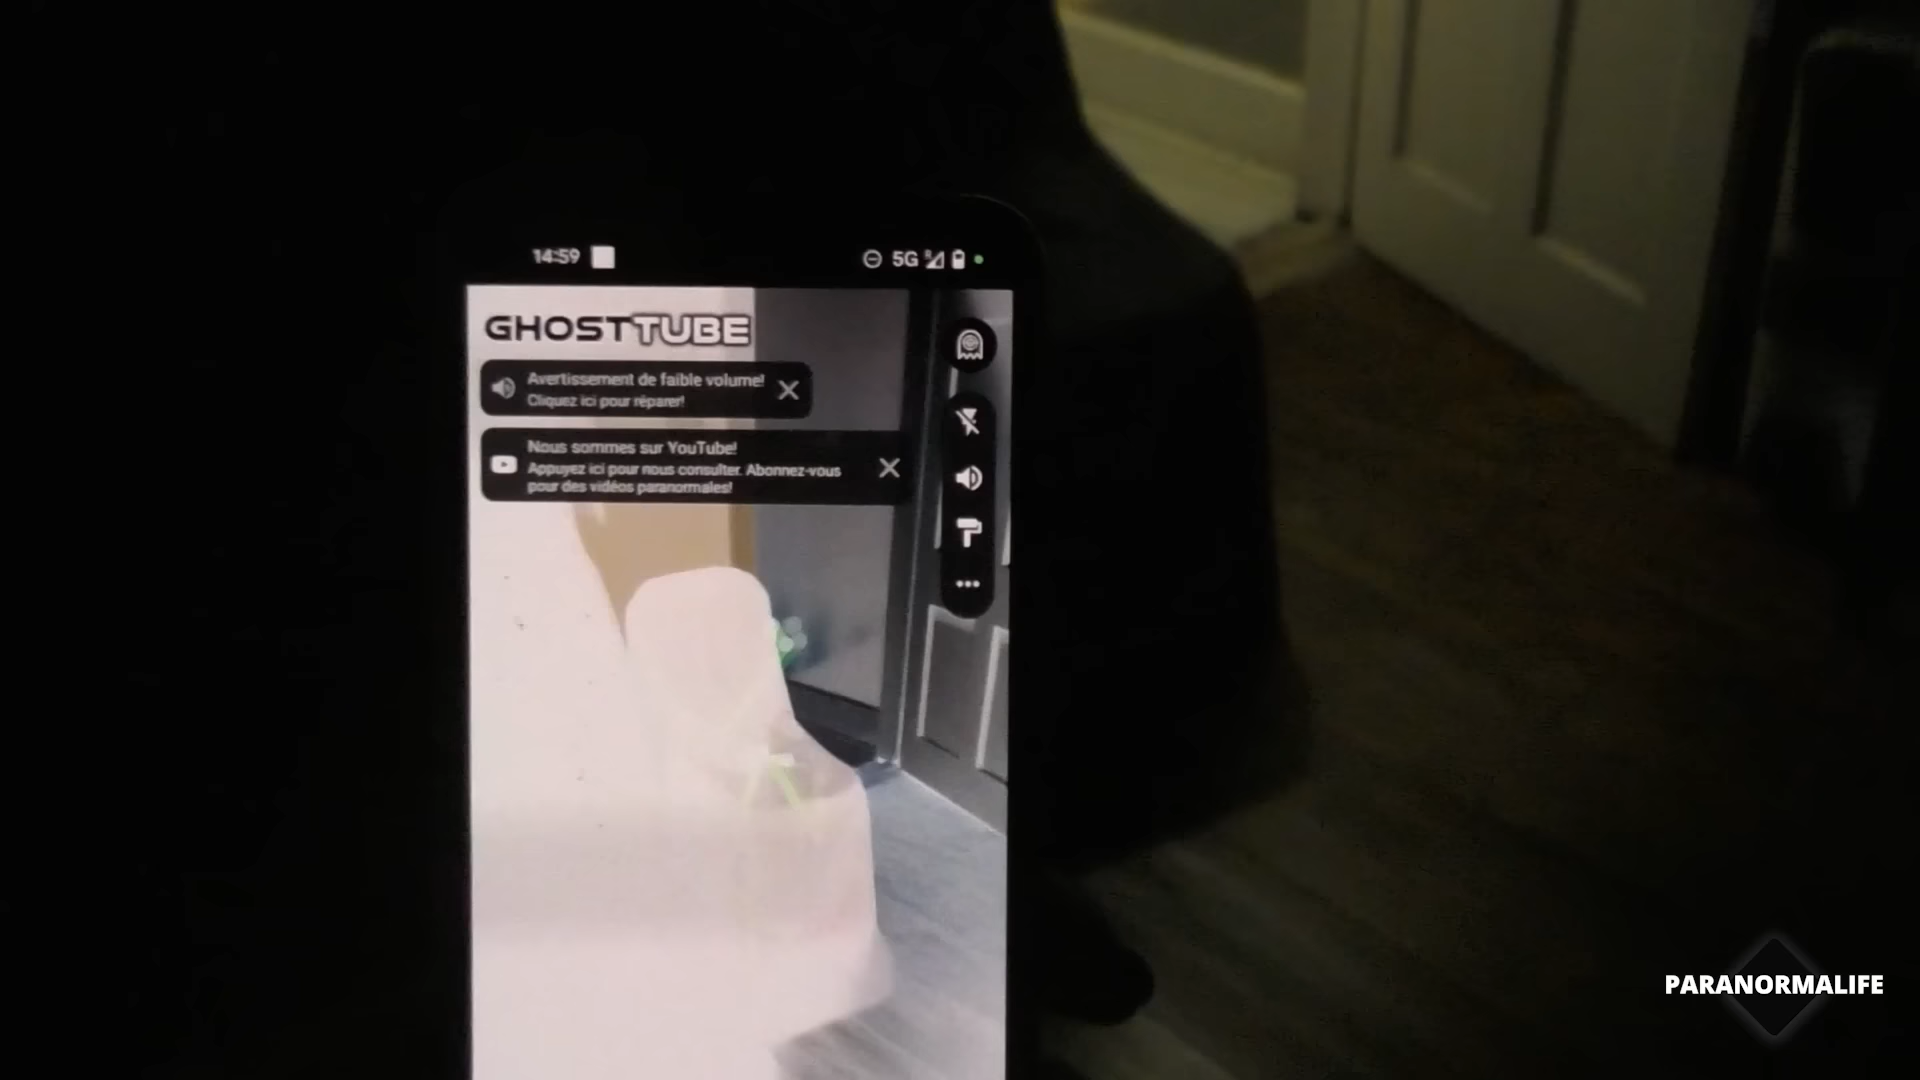 14:59
5G
GHOSTTUBE
Avertissement de faible volume!
Cliquez ici pour réparer!
Nous sommes sur YouTube!
Appuyez ici pour nous consulter. Abonnez-vous
pour des vidéos paranormales!
PARANORMALIFE